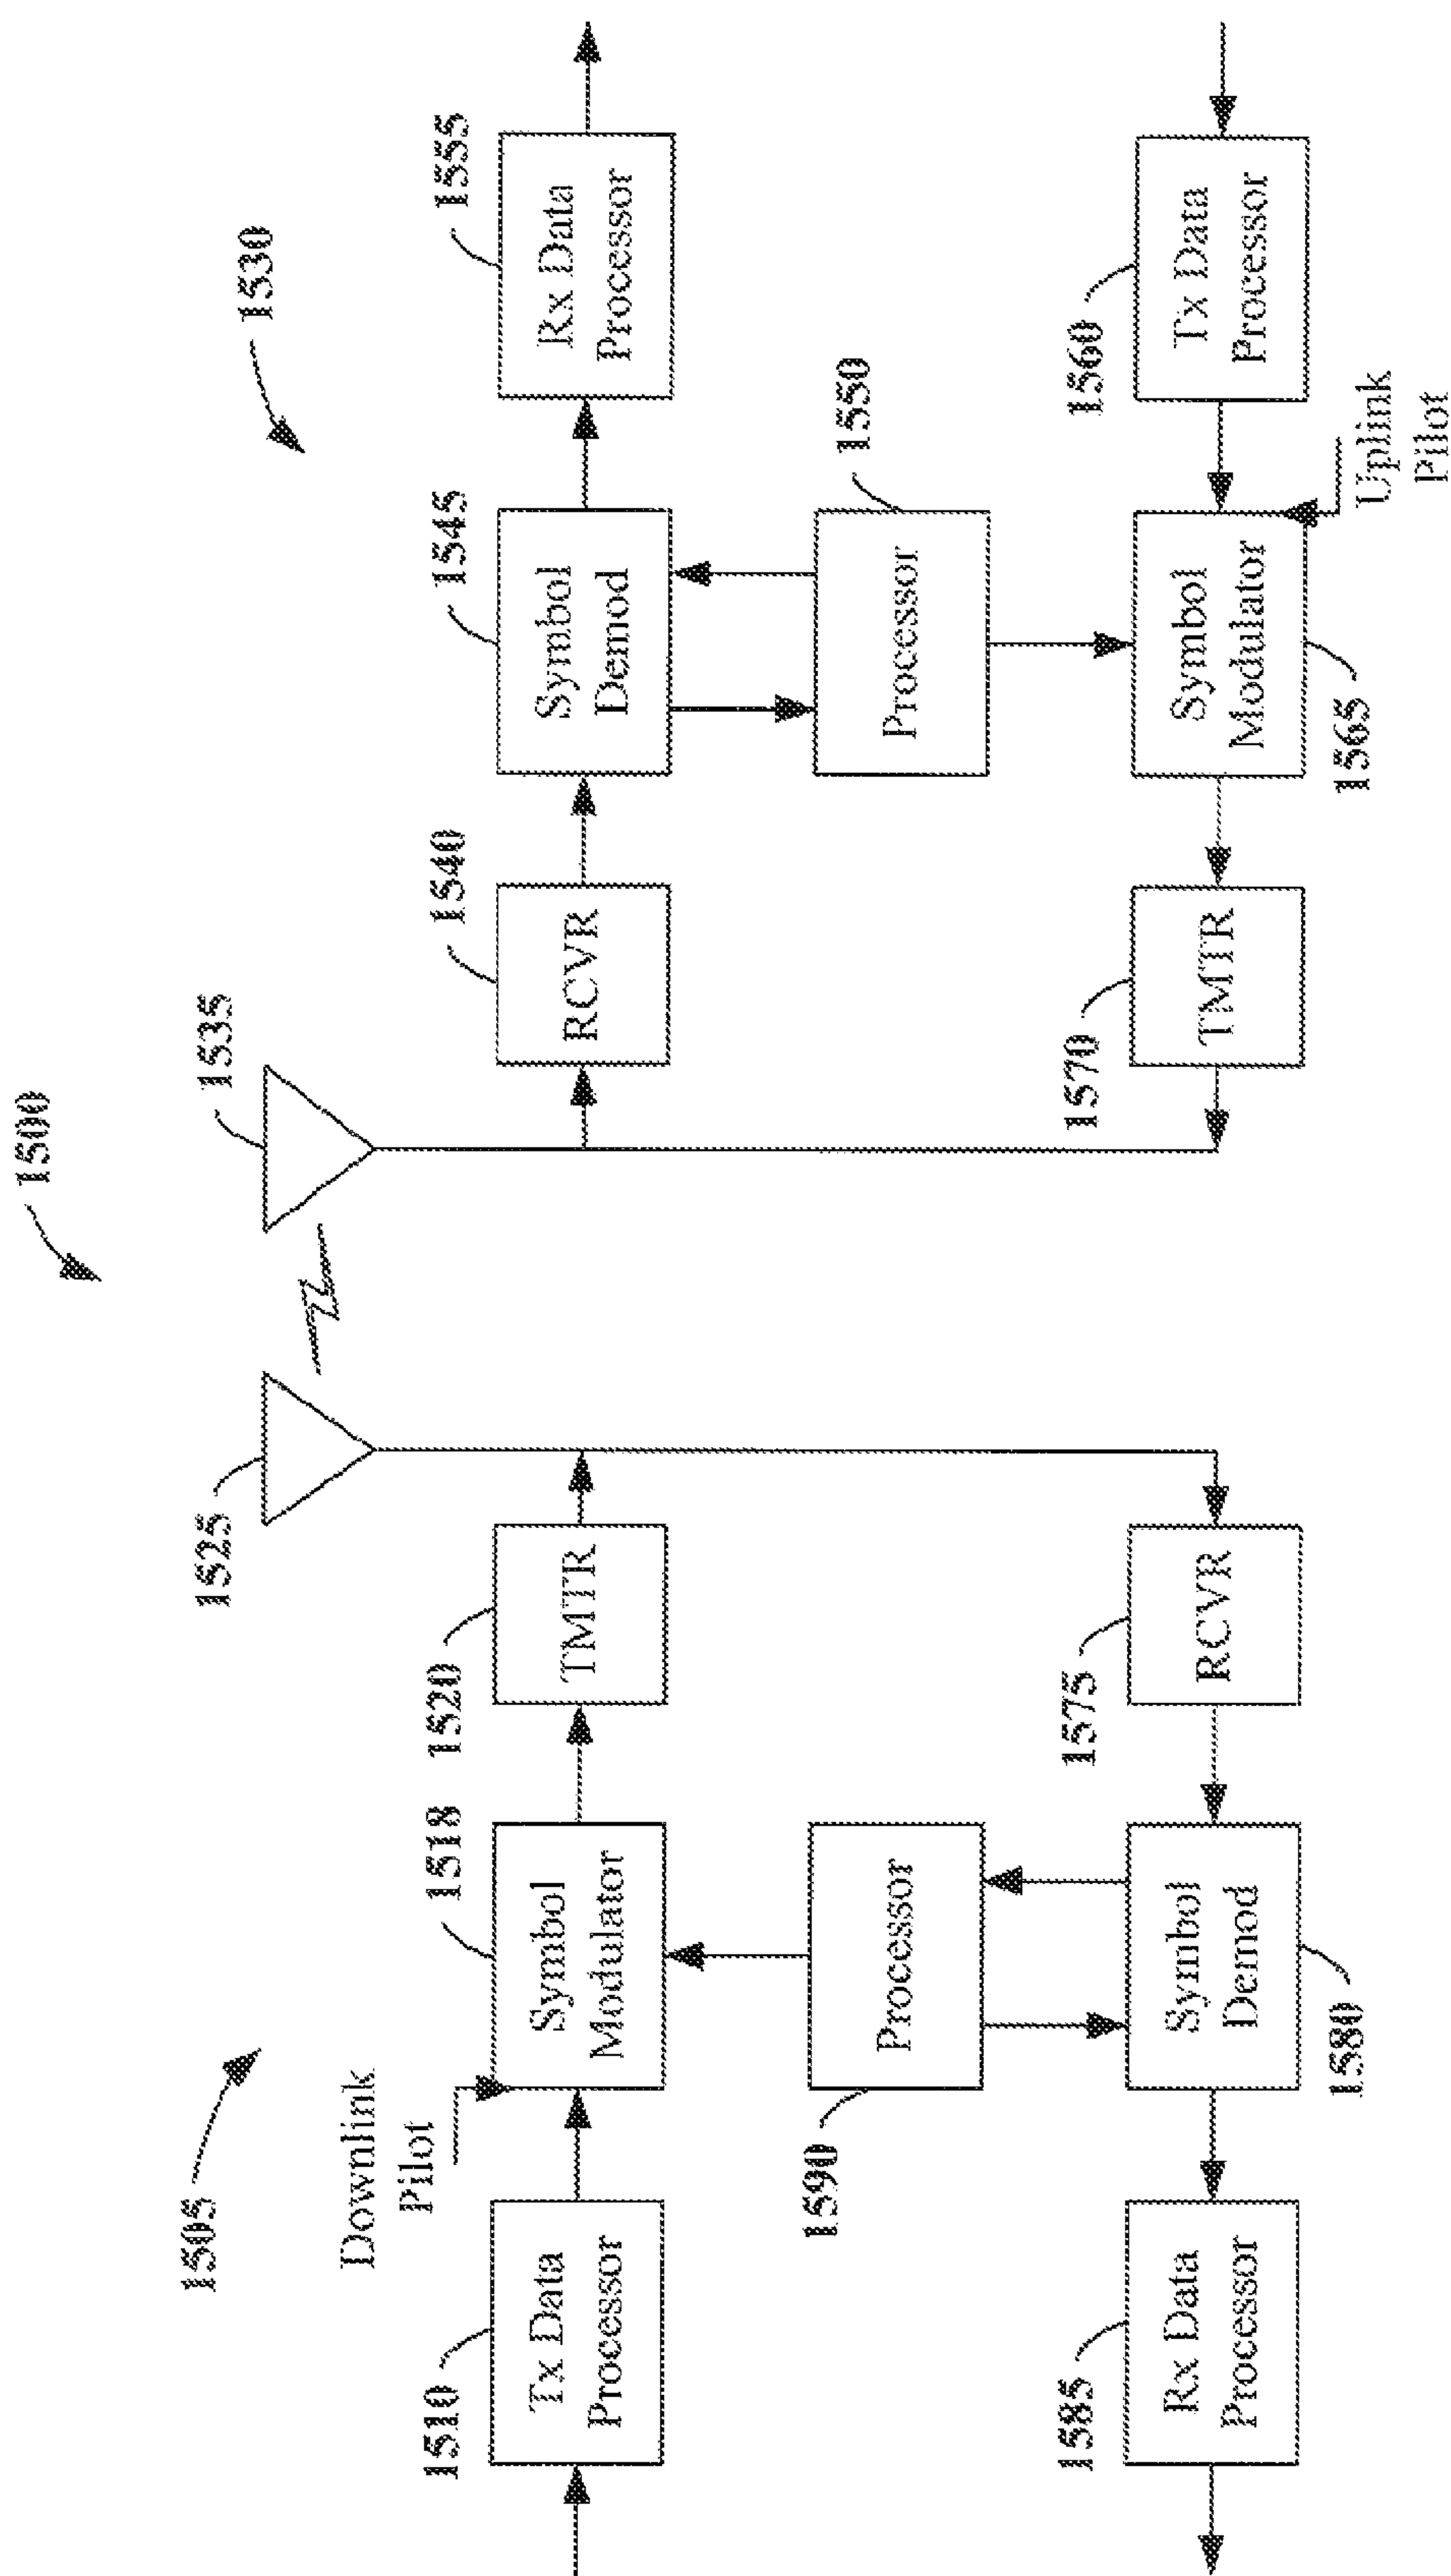 1500
1505
1530
1525
1535
Downlink
Pilot
1510
Tx Data
Processor
1518
Symbol
Modulator
1520
TMTR
1540
RCVR
1545
Symbol
Demod
1555
Rx Data
Processor
1590
Processor
1550
Processor
1585
Rx Data
Processor
1580
Symbol
Demod
1575
RCVR
1570
TMTR
1565
Symbol
Modulator
1560
Tx Data
Processor
Uplink
Pilot